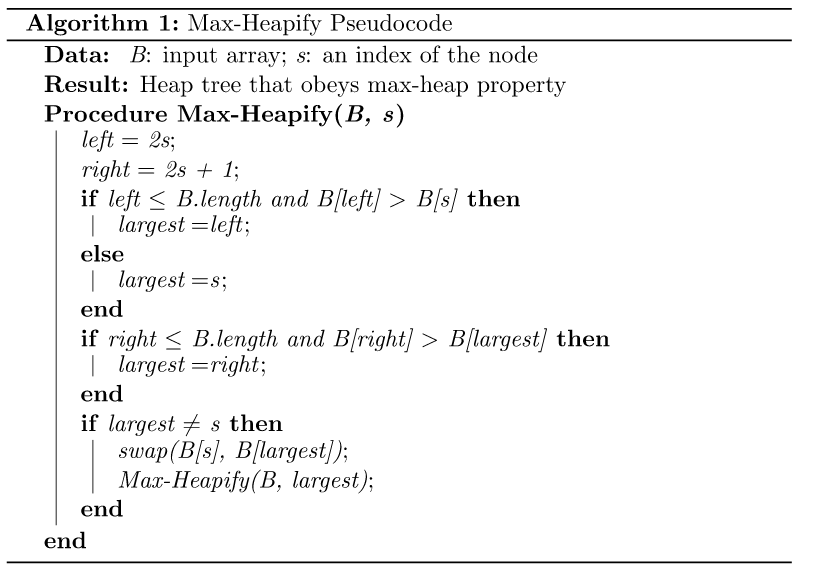 Algorithm 1: Max-Heapify Pseudocode
Data: B: input array; s: an index of the node
Result: Heap tree that obeys max-heap property
Procedure Max-Heapify(B, s)
left = 2s;
right = 2s + 1;
if left ≤ B.length and B[left] > B[s] then
largest =left;
else
largest =s;
end
if right ≤ B.length and B[right] > B[largest] then
largest =right;
end
if largest ≠ s then
swap(B[s], B[largest]);
Max-Heapify(B, largest);
end
end